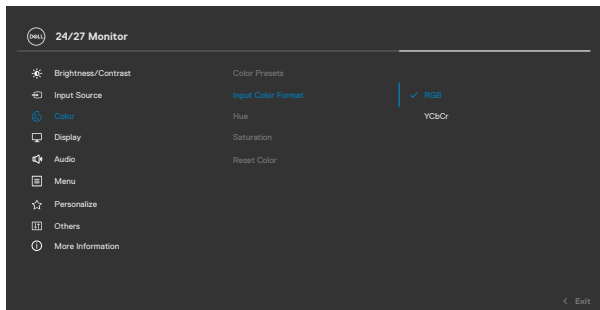 DELL 24/27 Monitor
Brightness/Contrast Color Presets
Input Source Input Color Format RGB
Color Hue YCbCr
Display Saturation
Audio Reset Color
Menu
Personalize
Others
More Information
< Exit